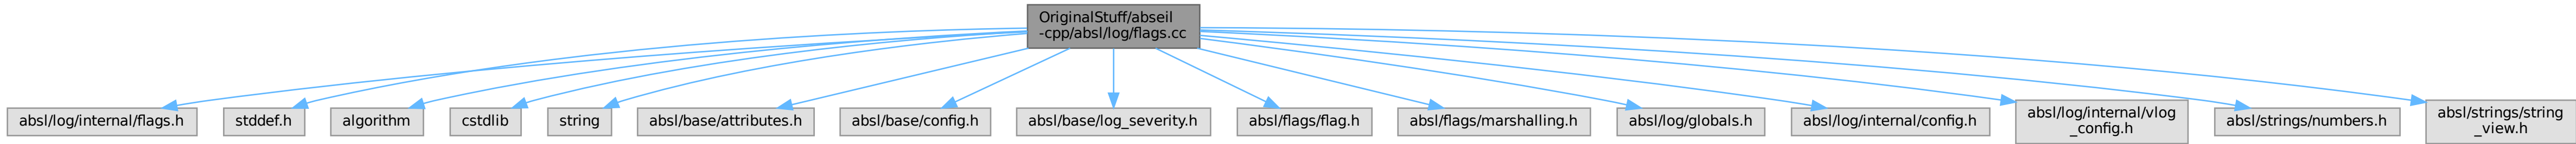 OriginalStuff/abseil
-cpp/absl/log/flags.cc
absl/log/internal/flags.h
stddef.h
algorithm
cstdlib
string
absl/base/attributes.h
absl/base/config.h
absl/base/log_severity.h
absl/flags/flag.h
absl/flags/marshalling.h
absl/log/globals.h
absl/log/internal/config.h
absl/log/internal/vlog
_config.h
absl/strings/numbers.h
absl/strings/string
_view.h